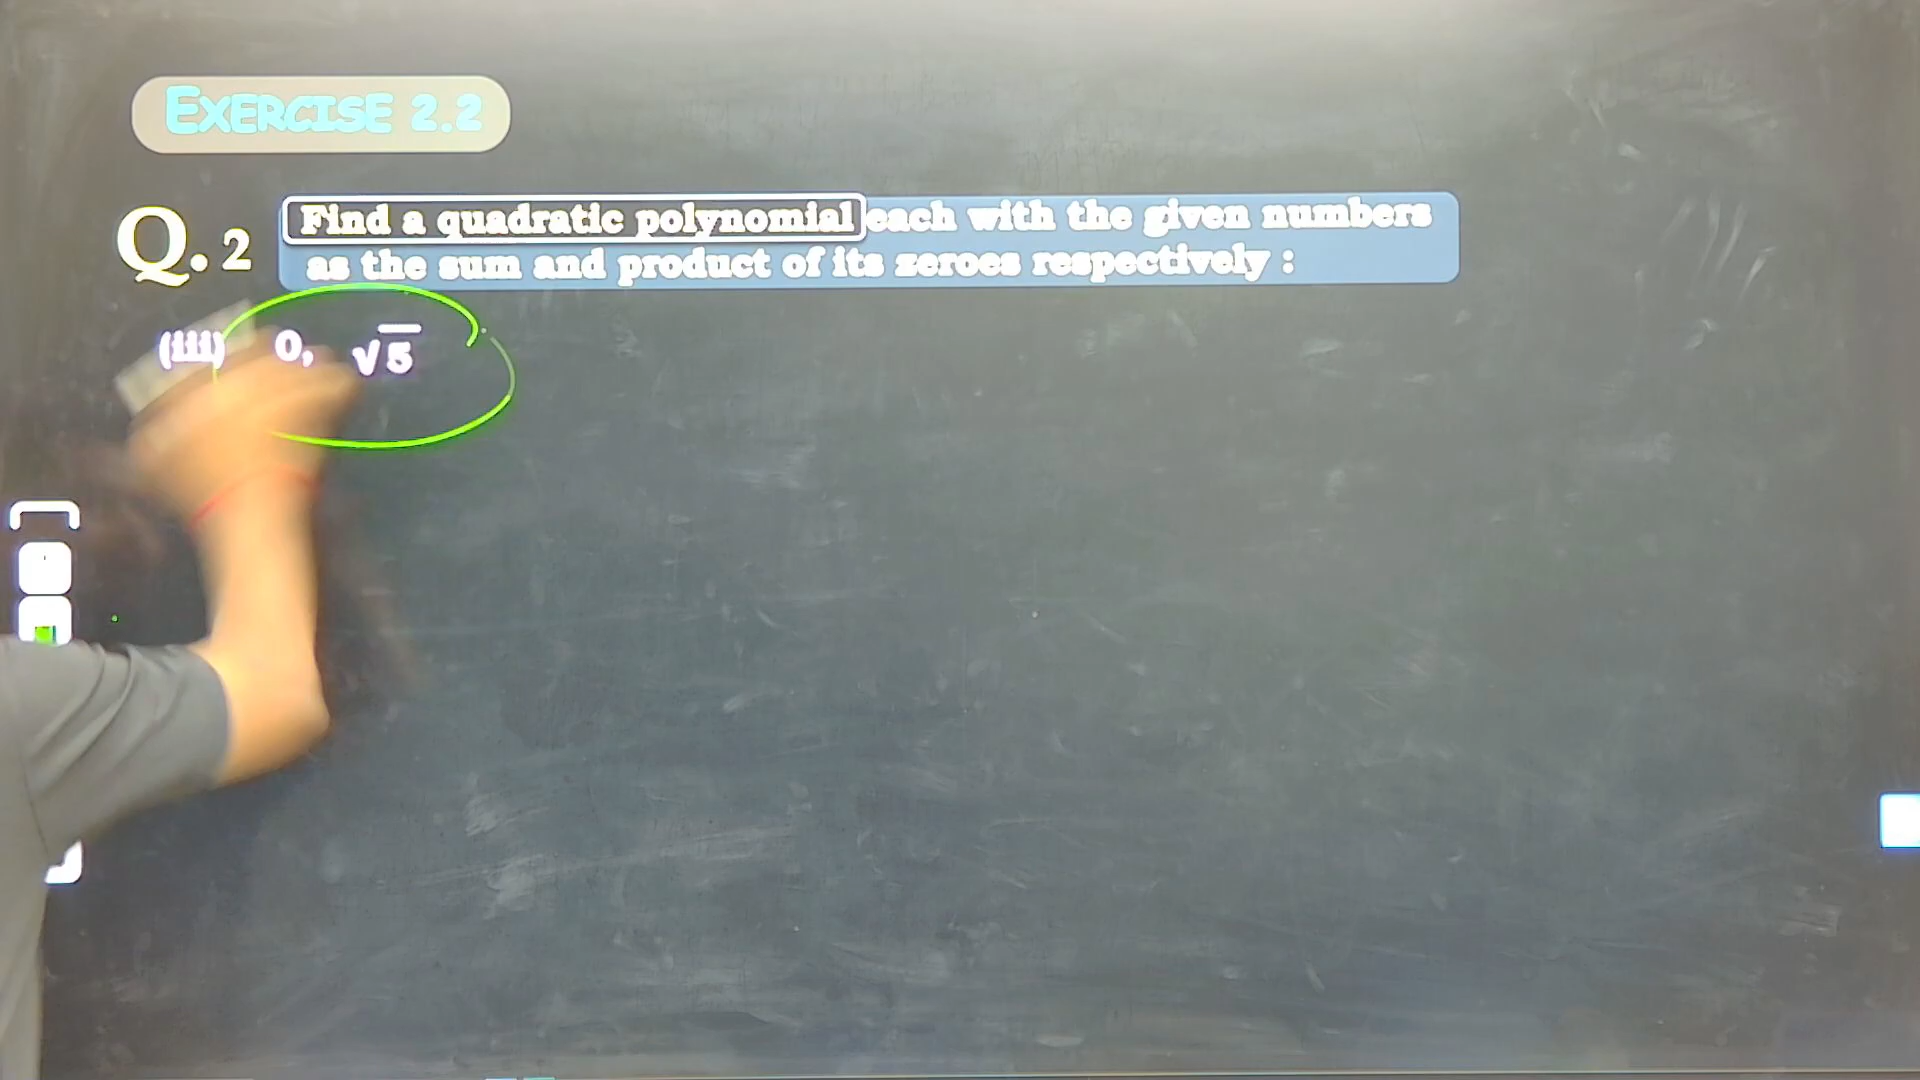 EXERCISE 2.2
Q. 2 Find a quadratic polynomial each with the given numbers
as the sum and product of its zeroes respectively :
(iii) 0, √5